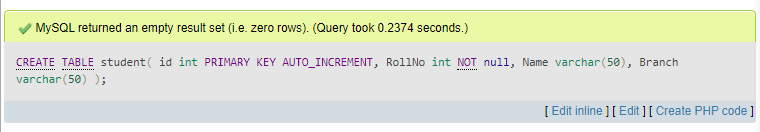 MySQL returned an empty result set (i.e. zero rows). (Query took 0.2374 seconds.)
CREATE TABLE student( id int PRIMARY KEY AUTO_INCREMENT, RollNo int NOT null, Name varchar(50), Branch
varchar(50) );
[ Edit inline ] [ Edit ] [ Create PHP code ]